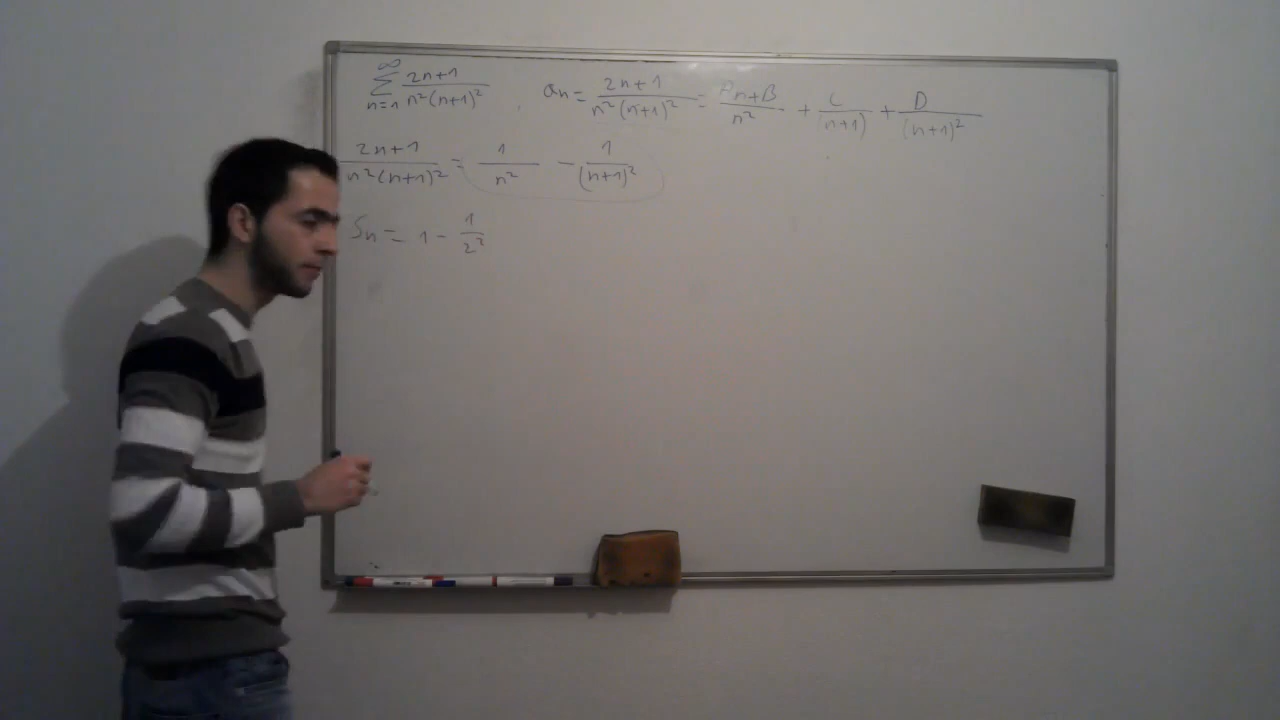 ∞
∑ 2n+1 / n²(n+1)² , an = 2n+1 / n²(n+1)² = An+B / n² + C / (n+1) + D / (n+1)²
n=1
2n+1 / n²(n+1)² = 1 / n² - 1 / (n+1)²
Sn = 1 - 1 / 2²